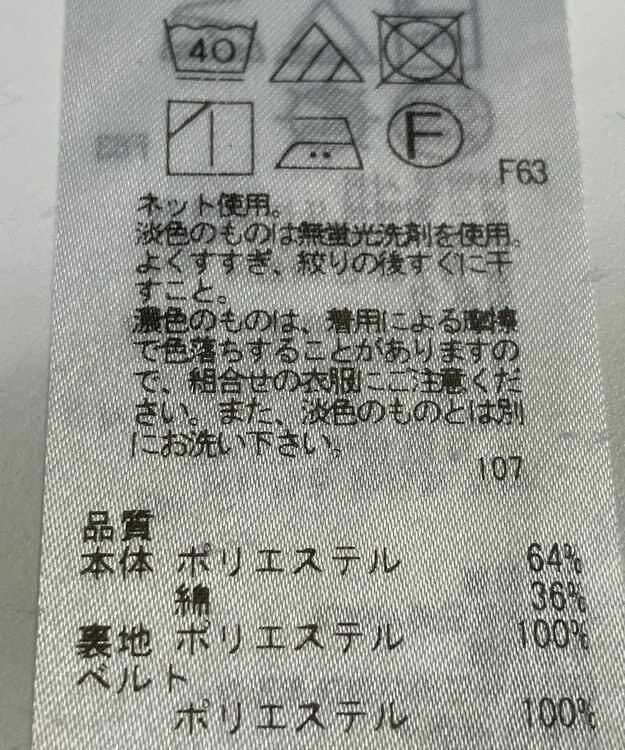 40
F
F63
ネット使用。
淡色のものは無蛍光洗剤を使用。
よくすすぎ、絞りの後すぐに干
すこと。
濃色のものは、着用による摩擦
で色落ちすることがありますの
で、組合せの衣服にご注意くだ
さい。また、淡色のものとは別
にお洗い下さい。
107
品質
本体 ポリエステル 64%
綿 36%
裏地 ポリエステル 100%
ベルト
ポリエステル 100%